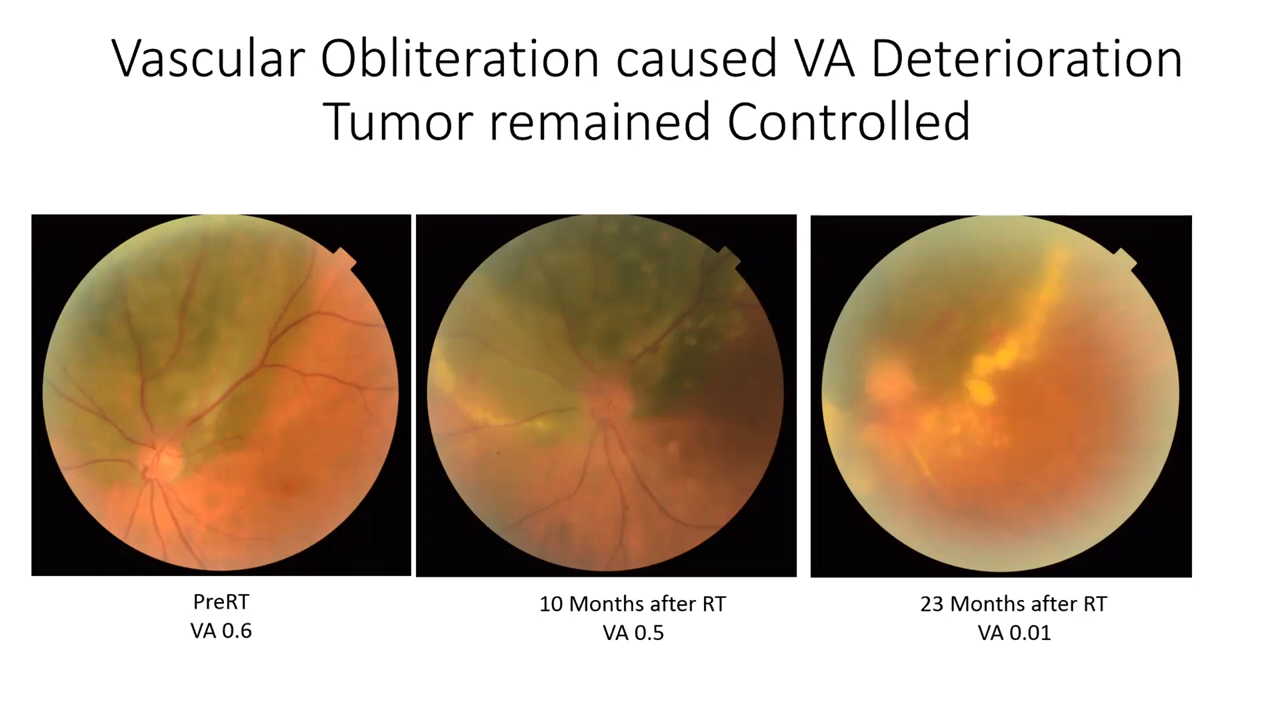 Vascular Obliteration caused VA Deterioration
Tumor remained Controlled
PreRT
VA 0.6
10 Months after RT
VA 0.5
23 Months after RT
VA 0.01